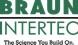 BRAUN
INTERTEC
The Science You Build On.